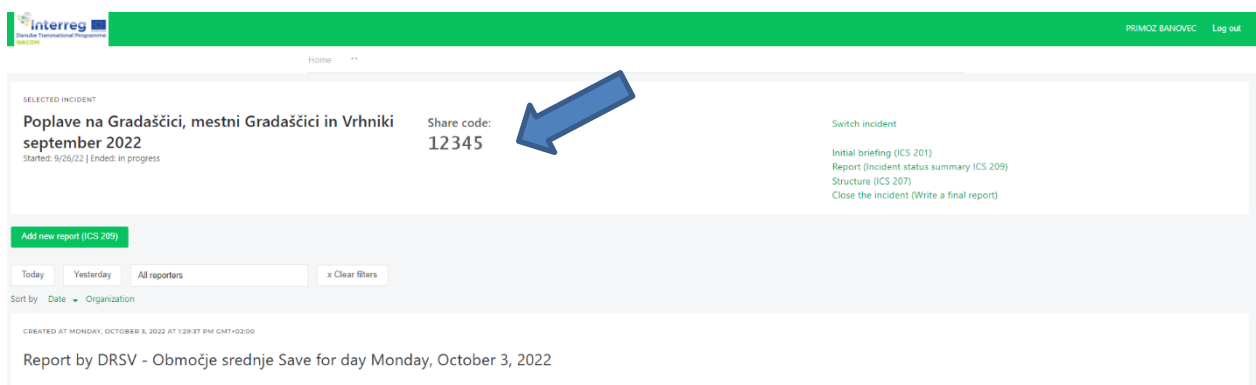 Interreg
Danube Transnational Programme
WACOM
PRIMOZ BANOVEC Log out
Home
SELECTED INCIDENT
Poplave na Gradaščici, mestni Gradaščici in Vrhniki
september 2022
Started: 9/26/22 | Ended: in progress
Share code:
12345
Switch incident
Initial briefing (ICS 201)
Report (Incident status summary ICS 209)
Structure (ICS 207)
Close the incident (Write a final report)
Add new report (ICS 209)
Today Yesterday All reporters x Clear filters
Sort by Date Organization
CREATED AT MONDAY, OCTOBER 3, 2022 AT 1:29:37 PM GMT+02:00
Report by DRSV - Območje srednje Save for day Monday, October 3, 2022